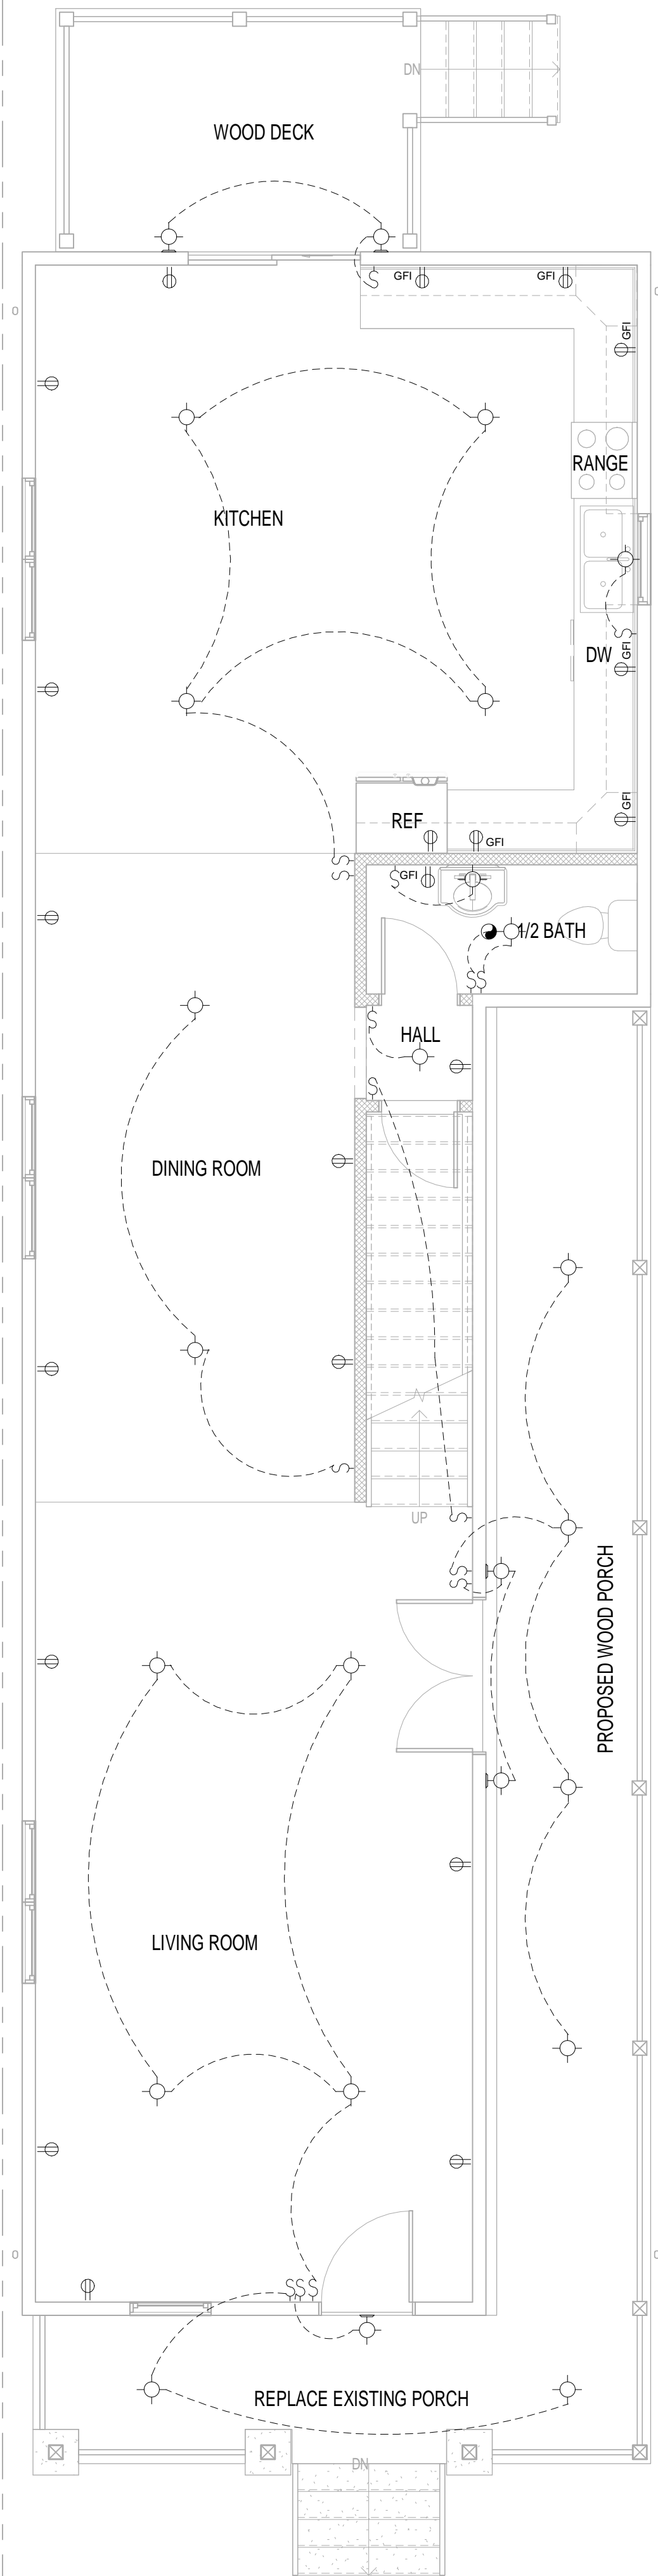 DN
WOOD DECK
GFI
GFI
GFI
RANGE
KITCHEN
DW
GFI
GFI
REF
GFI
GFI
1/2 BATH
HALL
DINING ROOM
UP
PROPOSED WOOD PORCH
LIVING ROOM
REPLACE EXISTING PORCH
DN